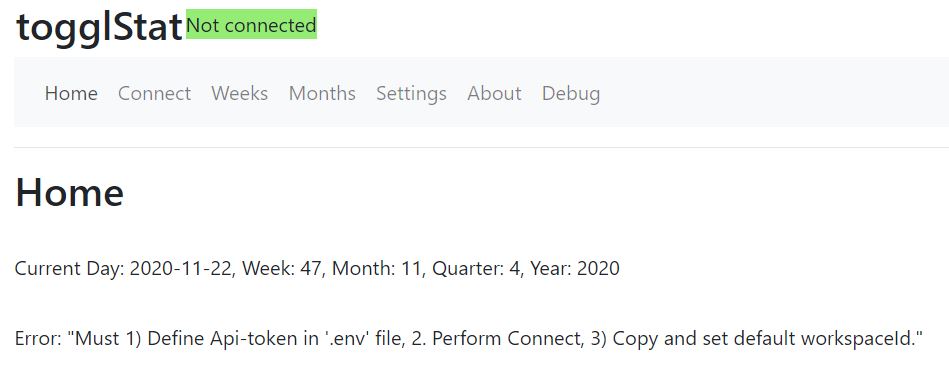 togglStat Not connected
Home Connect Weeks Months Settings About Debug
Home
Current Day: 2020-11-22, Week: 47, Month: 11, Quarter: 4, Year: 2020
Error: "Must 1) Define Api-token in '.env' file, 2. Perform Connect, 3) Copy and set default workspaceId."